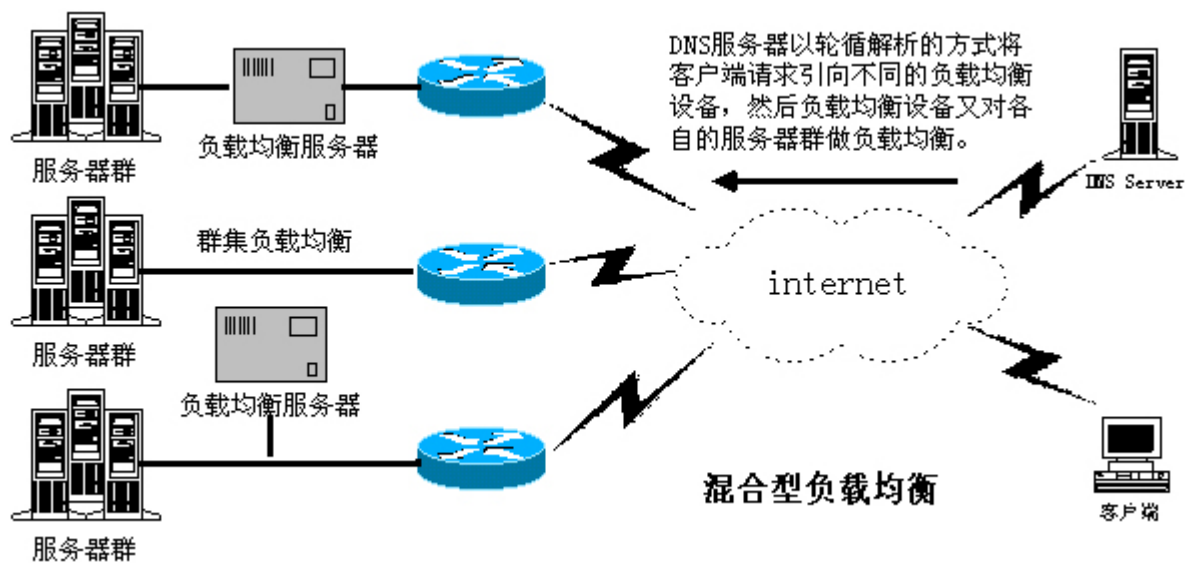 DNS服务器以轮循解析的方式将
客户端请求引向不同的负载均衡
设备，然后负载均衡设备又对各
自的服务器群做负载均衡。
负载均衡服务器
服务器群
DNS Server
群集负载均衡
internet
服务器群
负载均衡服务器
混合型负载均衡
客户端
服务器群